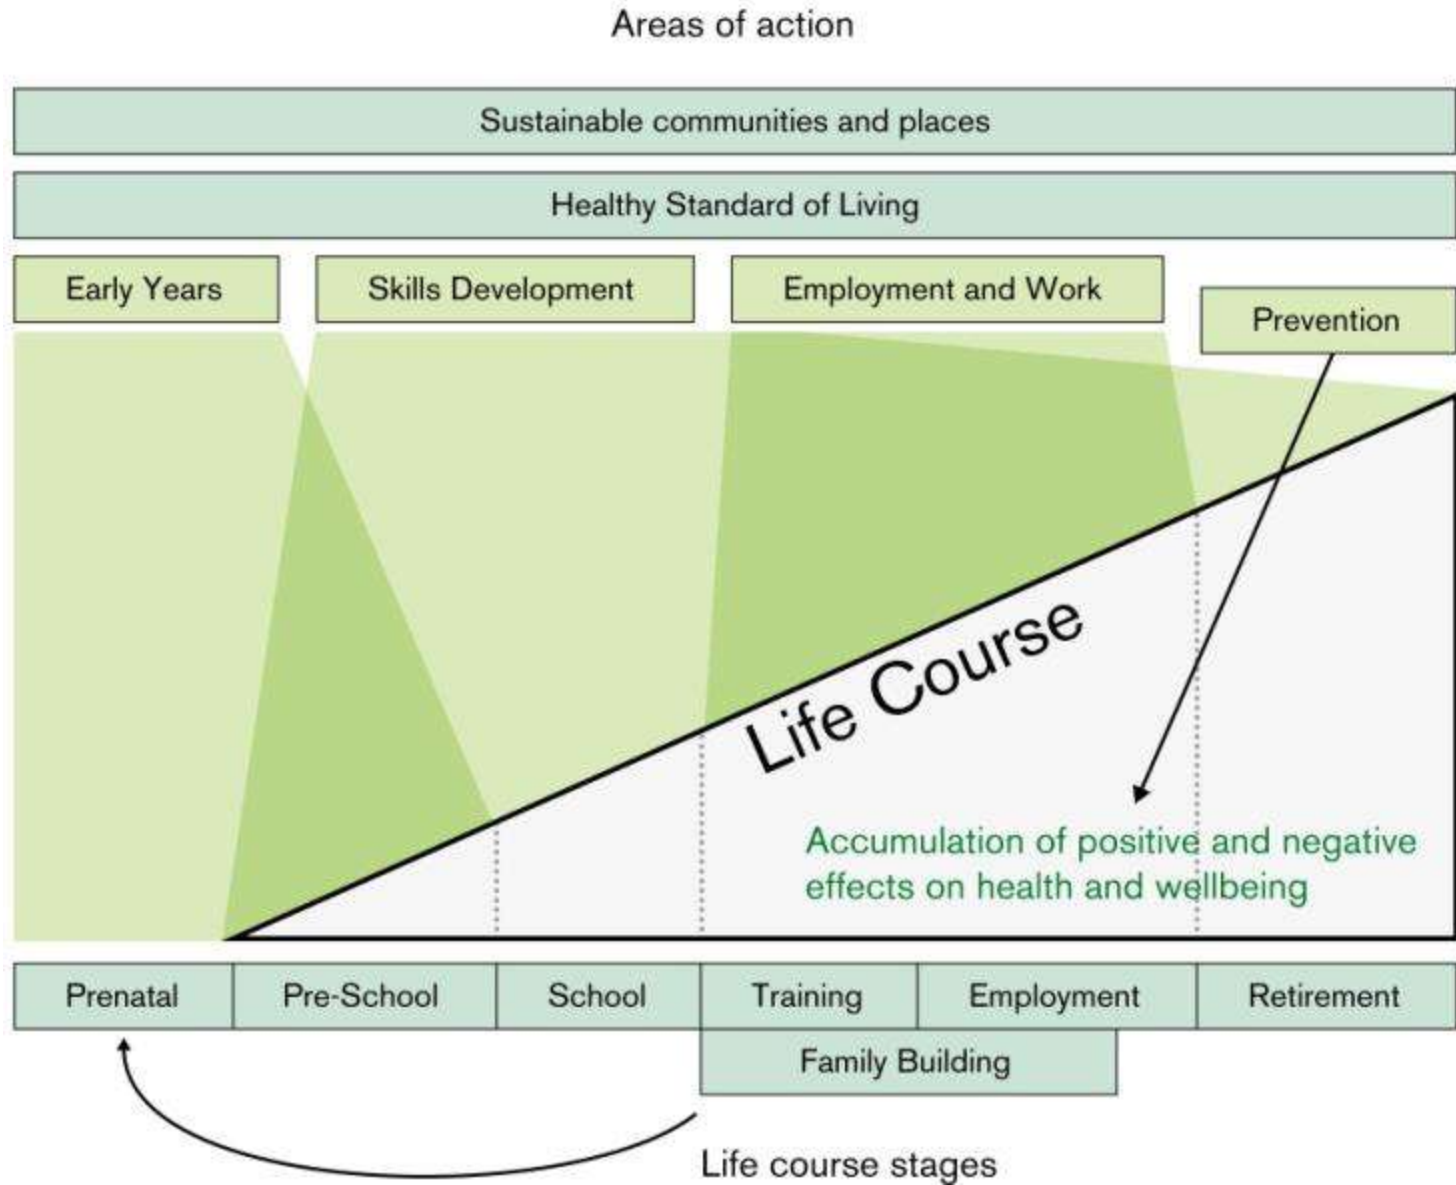 Areas of action
Sustainable communities and places
Healthy Standard of Living
Early Years
Skills Development
Employment and Work
Prevention
Life Course
Accumulation of positive and negative
effects on health and wellbeing
Prenatal
Pre-School
School
Training
Employment
Retirement
Family Building
Life course stages